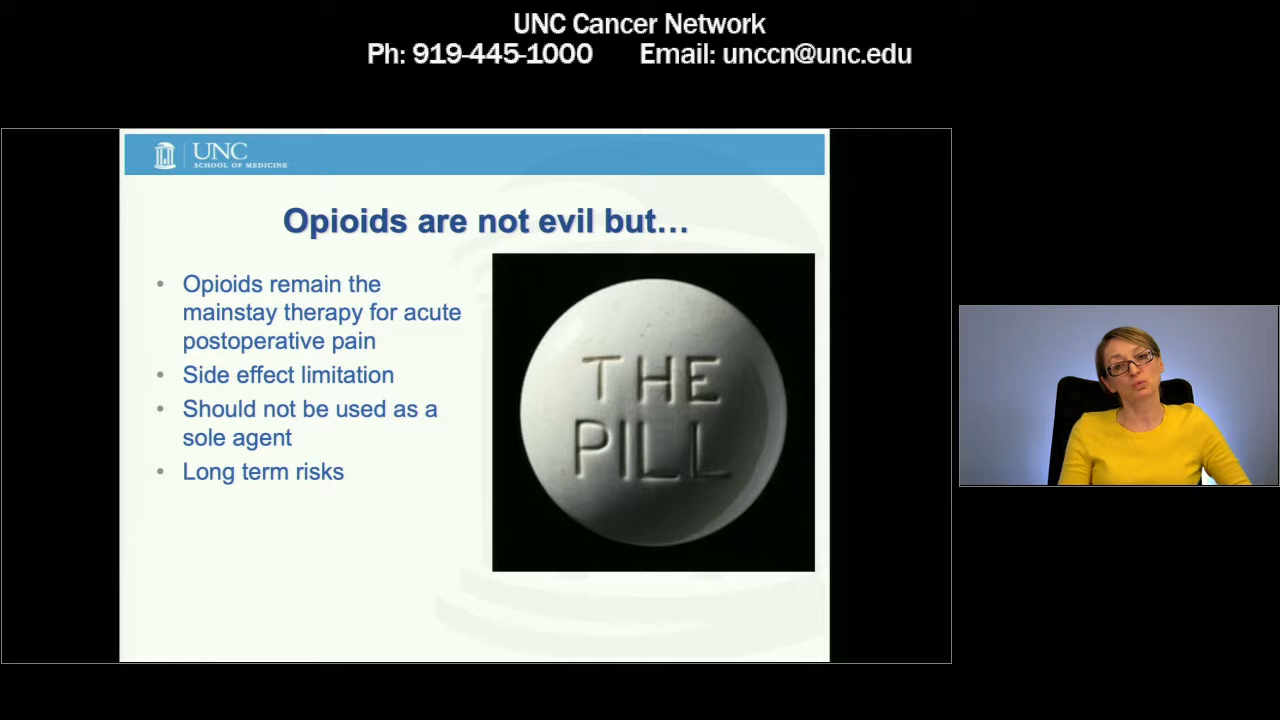 UNC Cancer Network
Ph: 919-445-1000 Email: unccn@unc.edu
UNC
SCHOOL OF MEDICINE
Opioids are not evil but…
• Opioids remain the
mainstay therapy for acute
postoperative pain
• Side effect limitation
• Should not be used as a
sole agent
• Long term risks
THE
PILL